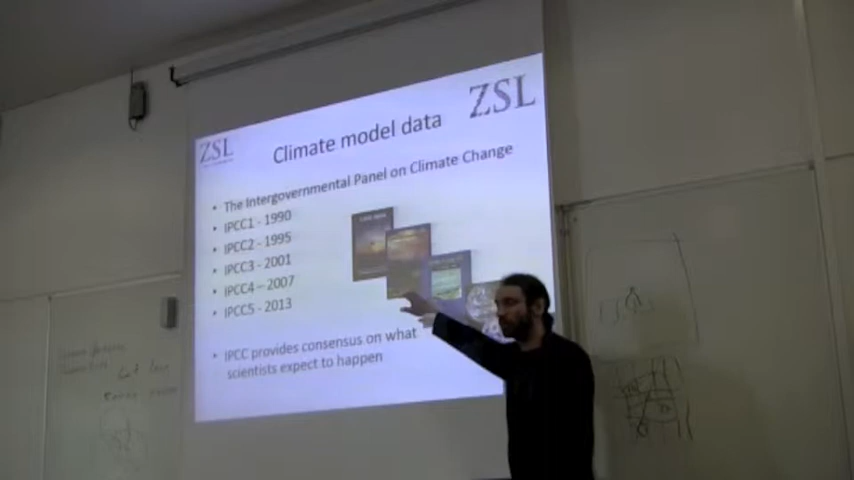 ZSL
ZSL
Climate model data
• The Intergovernmental Panel on Climate Change
• IPCC1 - 1990
• IPCC2 - 1995
• IPCC3 - 2001
• IPCC4 – 2007
• IPCC5 - 2013
• IPCC provides consensus on what
scientists expect to happen